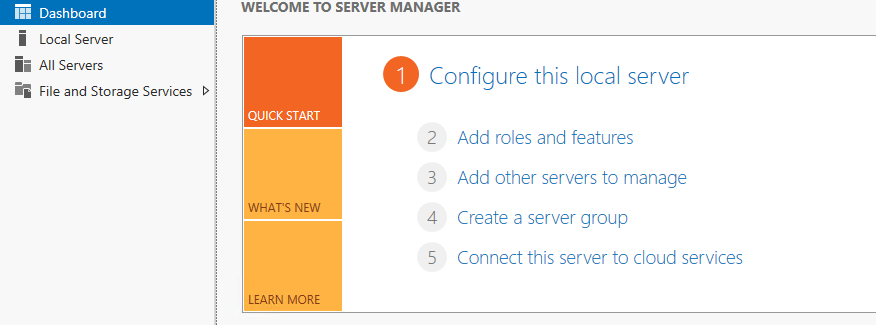 Dashboard
Local Server
All Servers
File and Storage Services
WELCOME TO SERVER MANAGER
QUICK START
WHAT'S NEW
LEARN MORE
1 Configure this local server
2 Add roles and features
3 Add other servers to manage
4 Create a server group
5 Connect this server to cloud services